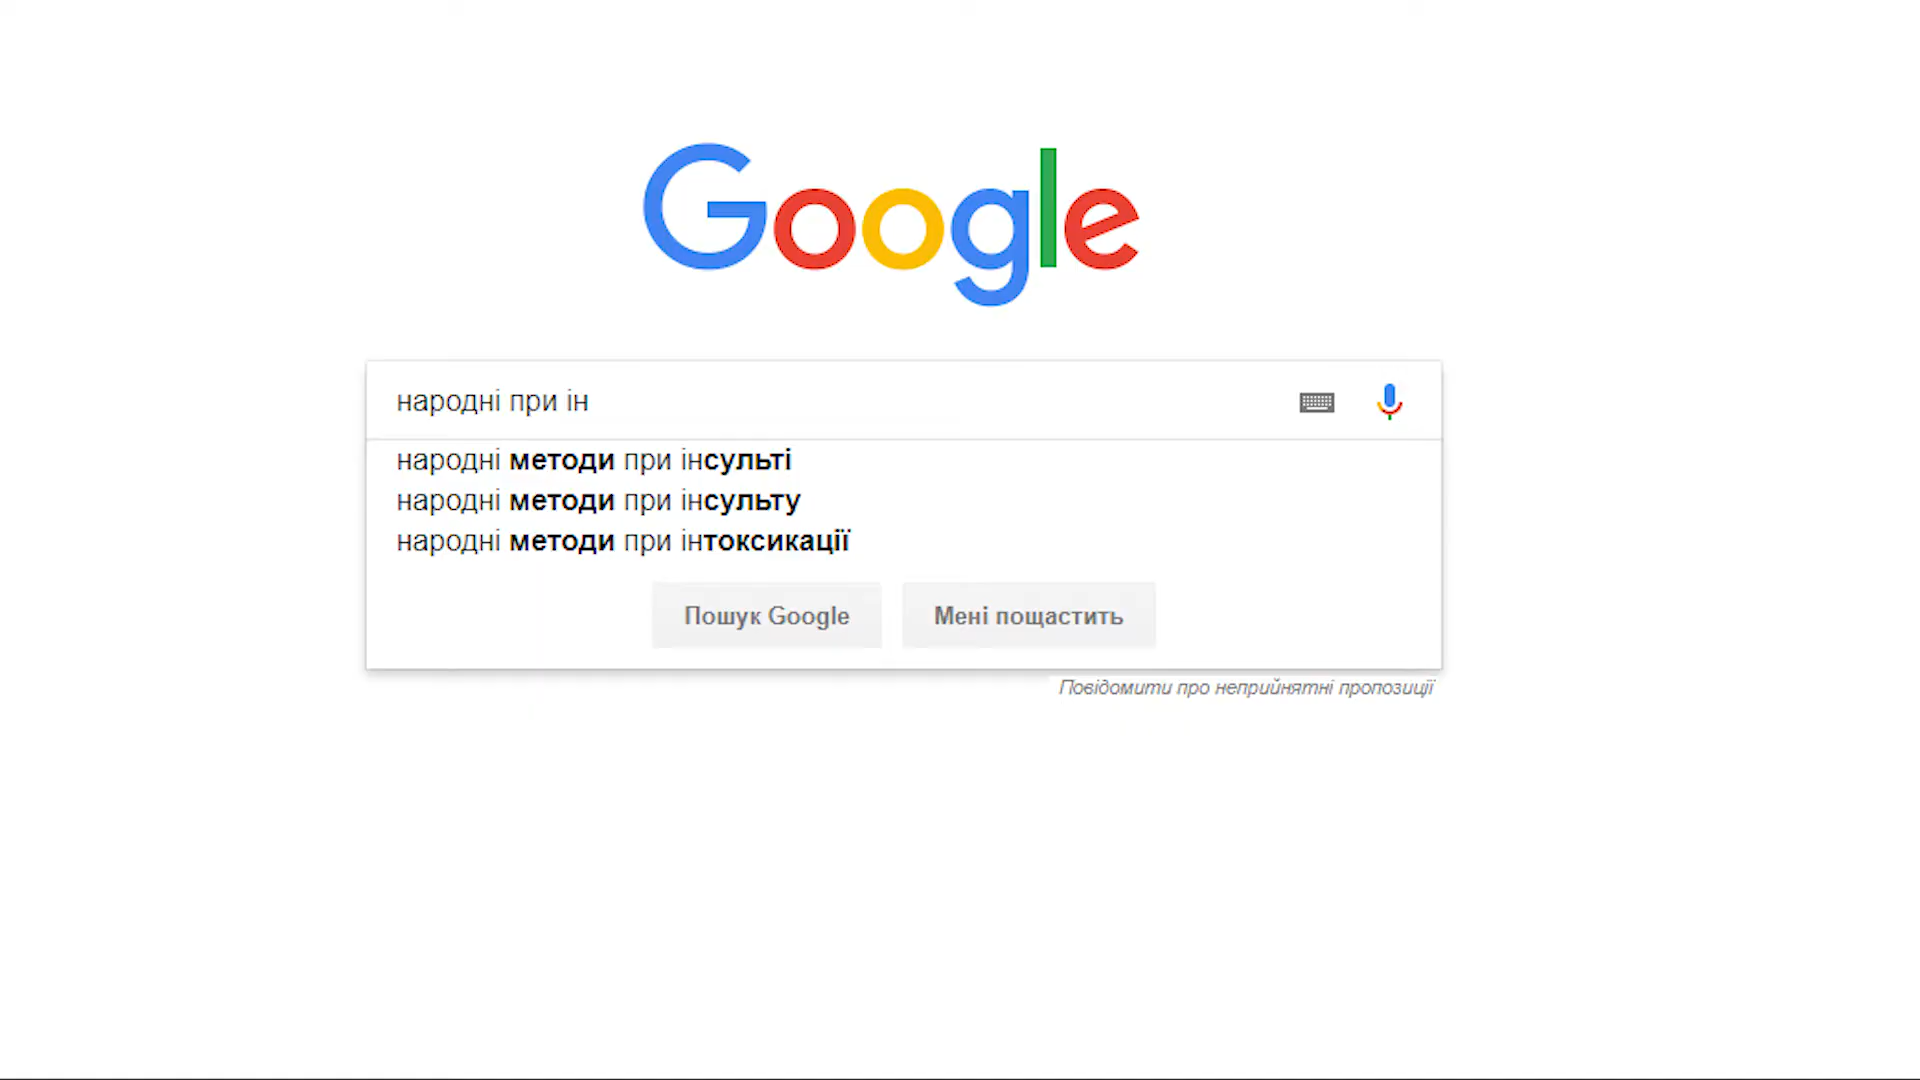 Google
народні при ін
народні методи при інсульті
народні методи при інсульту
народні методи при інтоксикації
Пошук Google
Мені пощастить
Повідомити про неприйнятні пропозиції